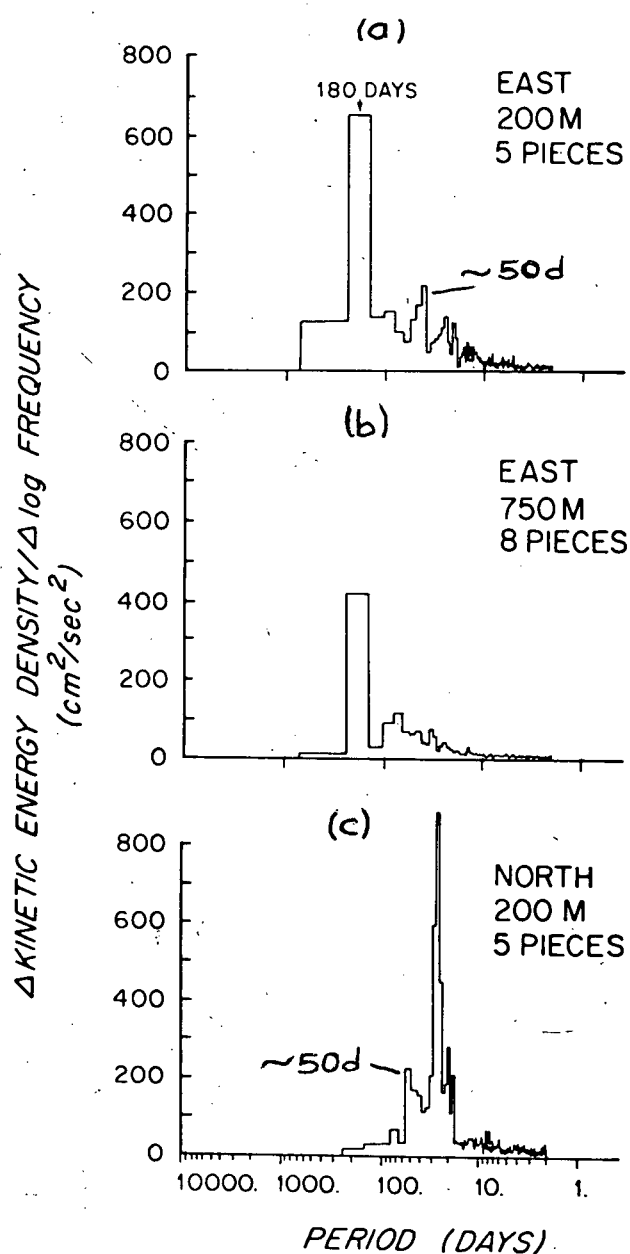 (a)
800
600
400
200
0
180 DAYS
EAST
200 M
5 PIECES
~50d
(b)
800
600
400
200
0
EAST
750 M
8 PIECES
(c)
800
600
400
200
0
NORTH
200 M
5 PIECES
~50d
10000. 1000. 100. 10. 1.
PERIOD (DAYS)
ΔKINETIC ENERGY DENSITY/Δlog FREQUENCY
(cm²/sec²)